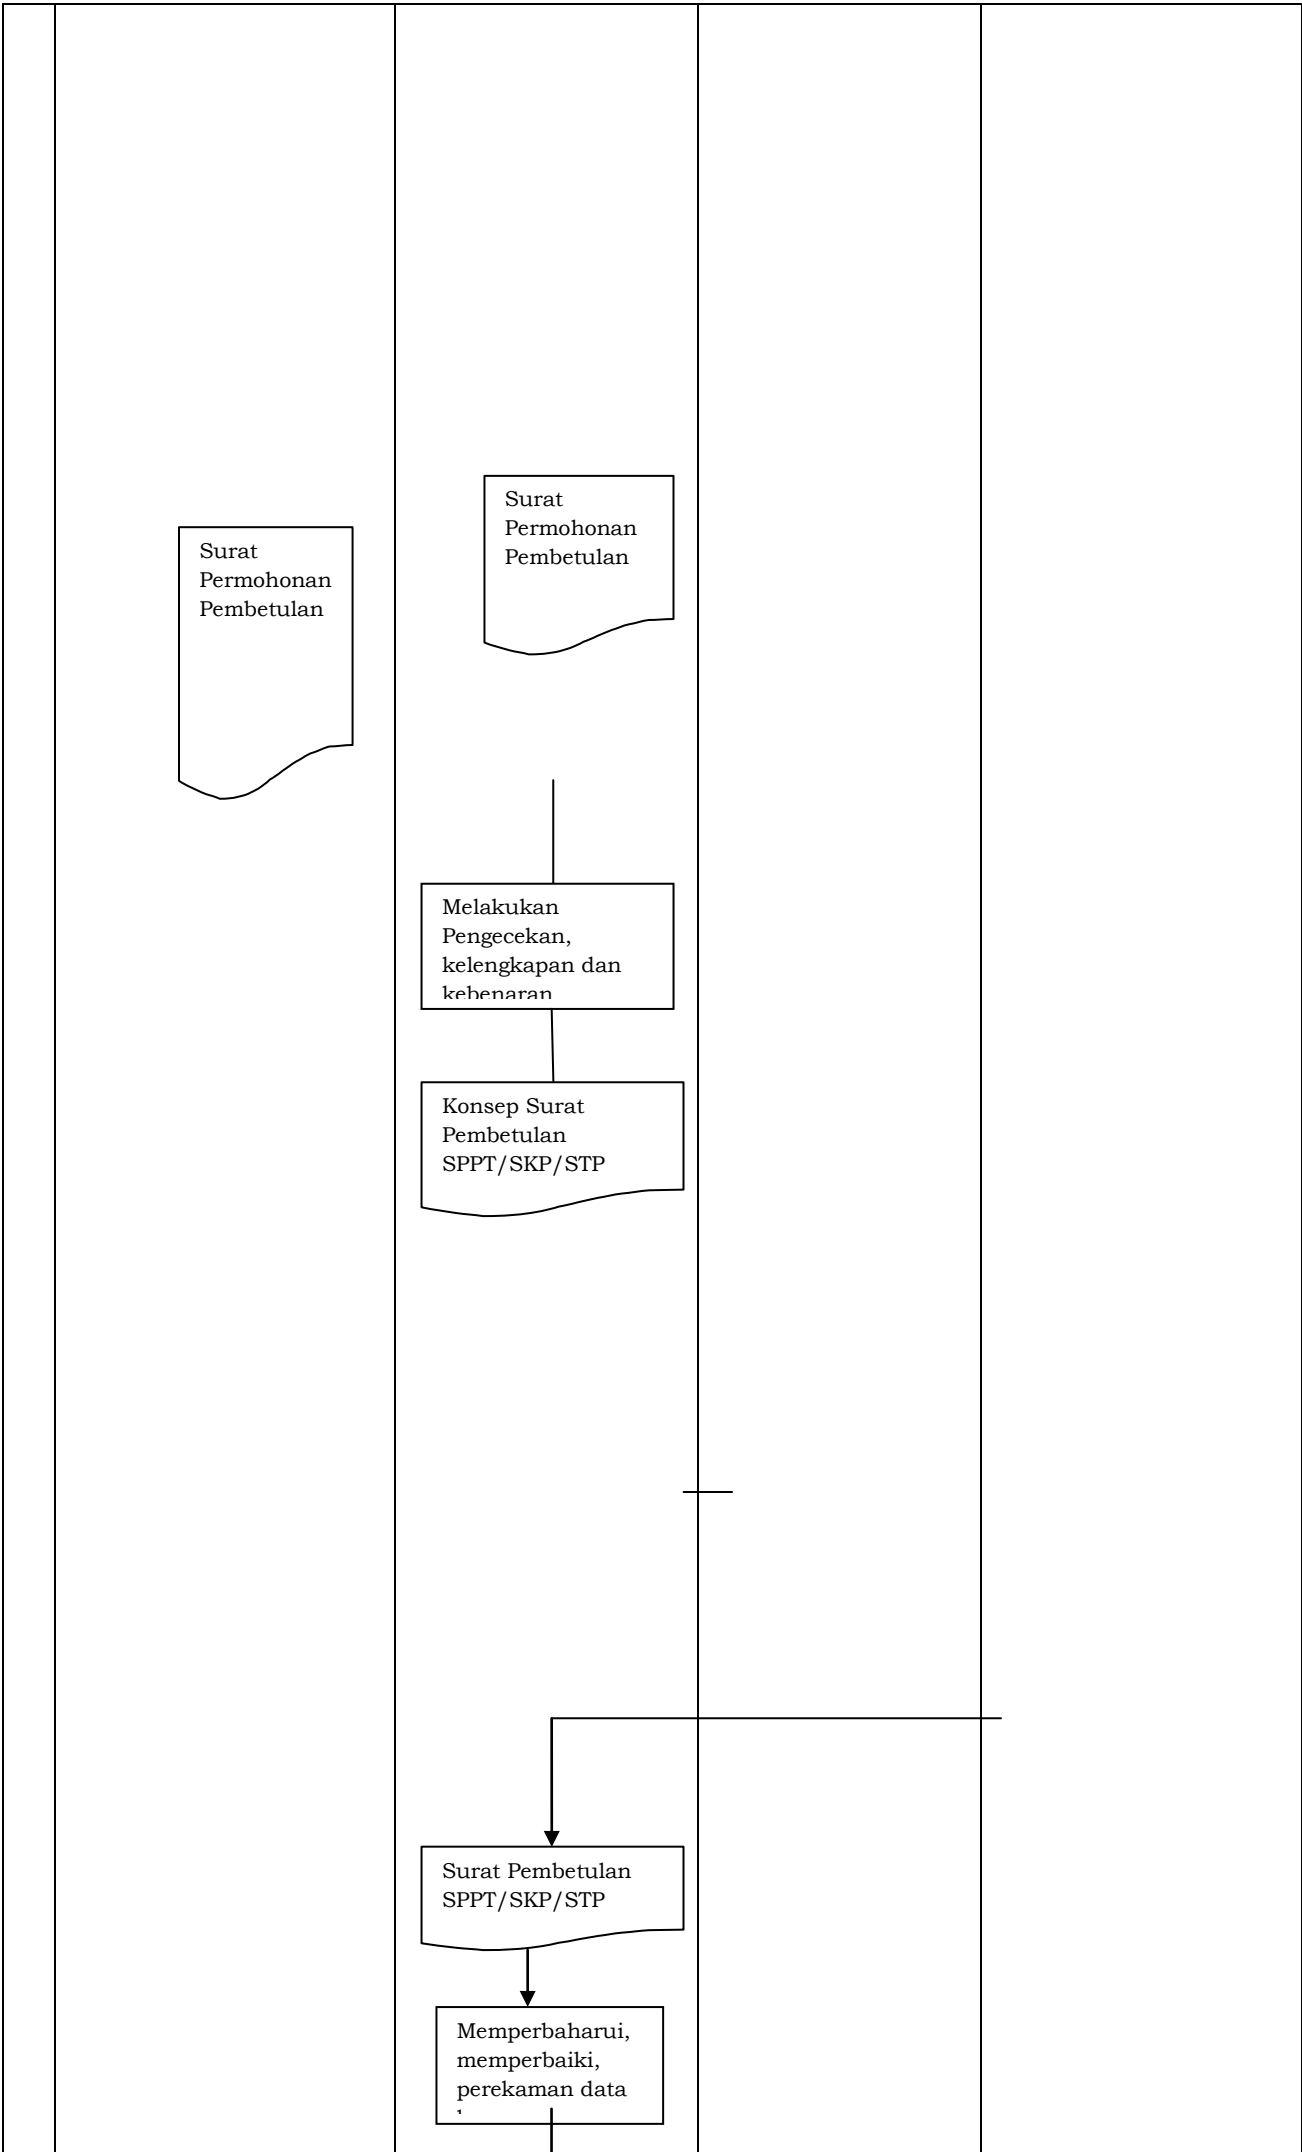 Surat
Permohonan
Pembetulan
Surat
Permohonan
Pembetulan
Melakukan
Pengecekan,
kelengkapan dan
kebenaran
Konsep Surat
Pembetulan
SPPT/SKP/STP
Surat Pembetulan
SPPT/SKP/STP
Memperbaharui,
memperbaiki,
perekaman data